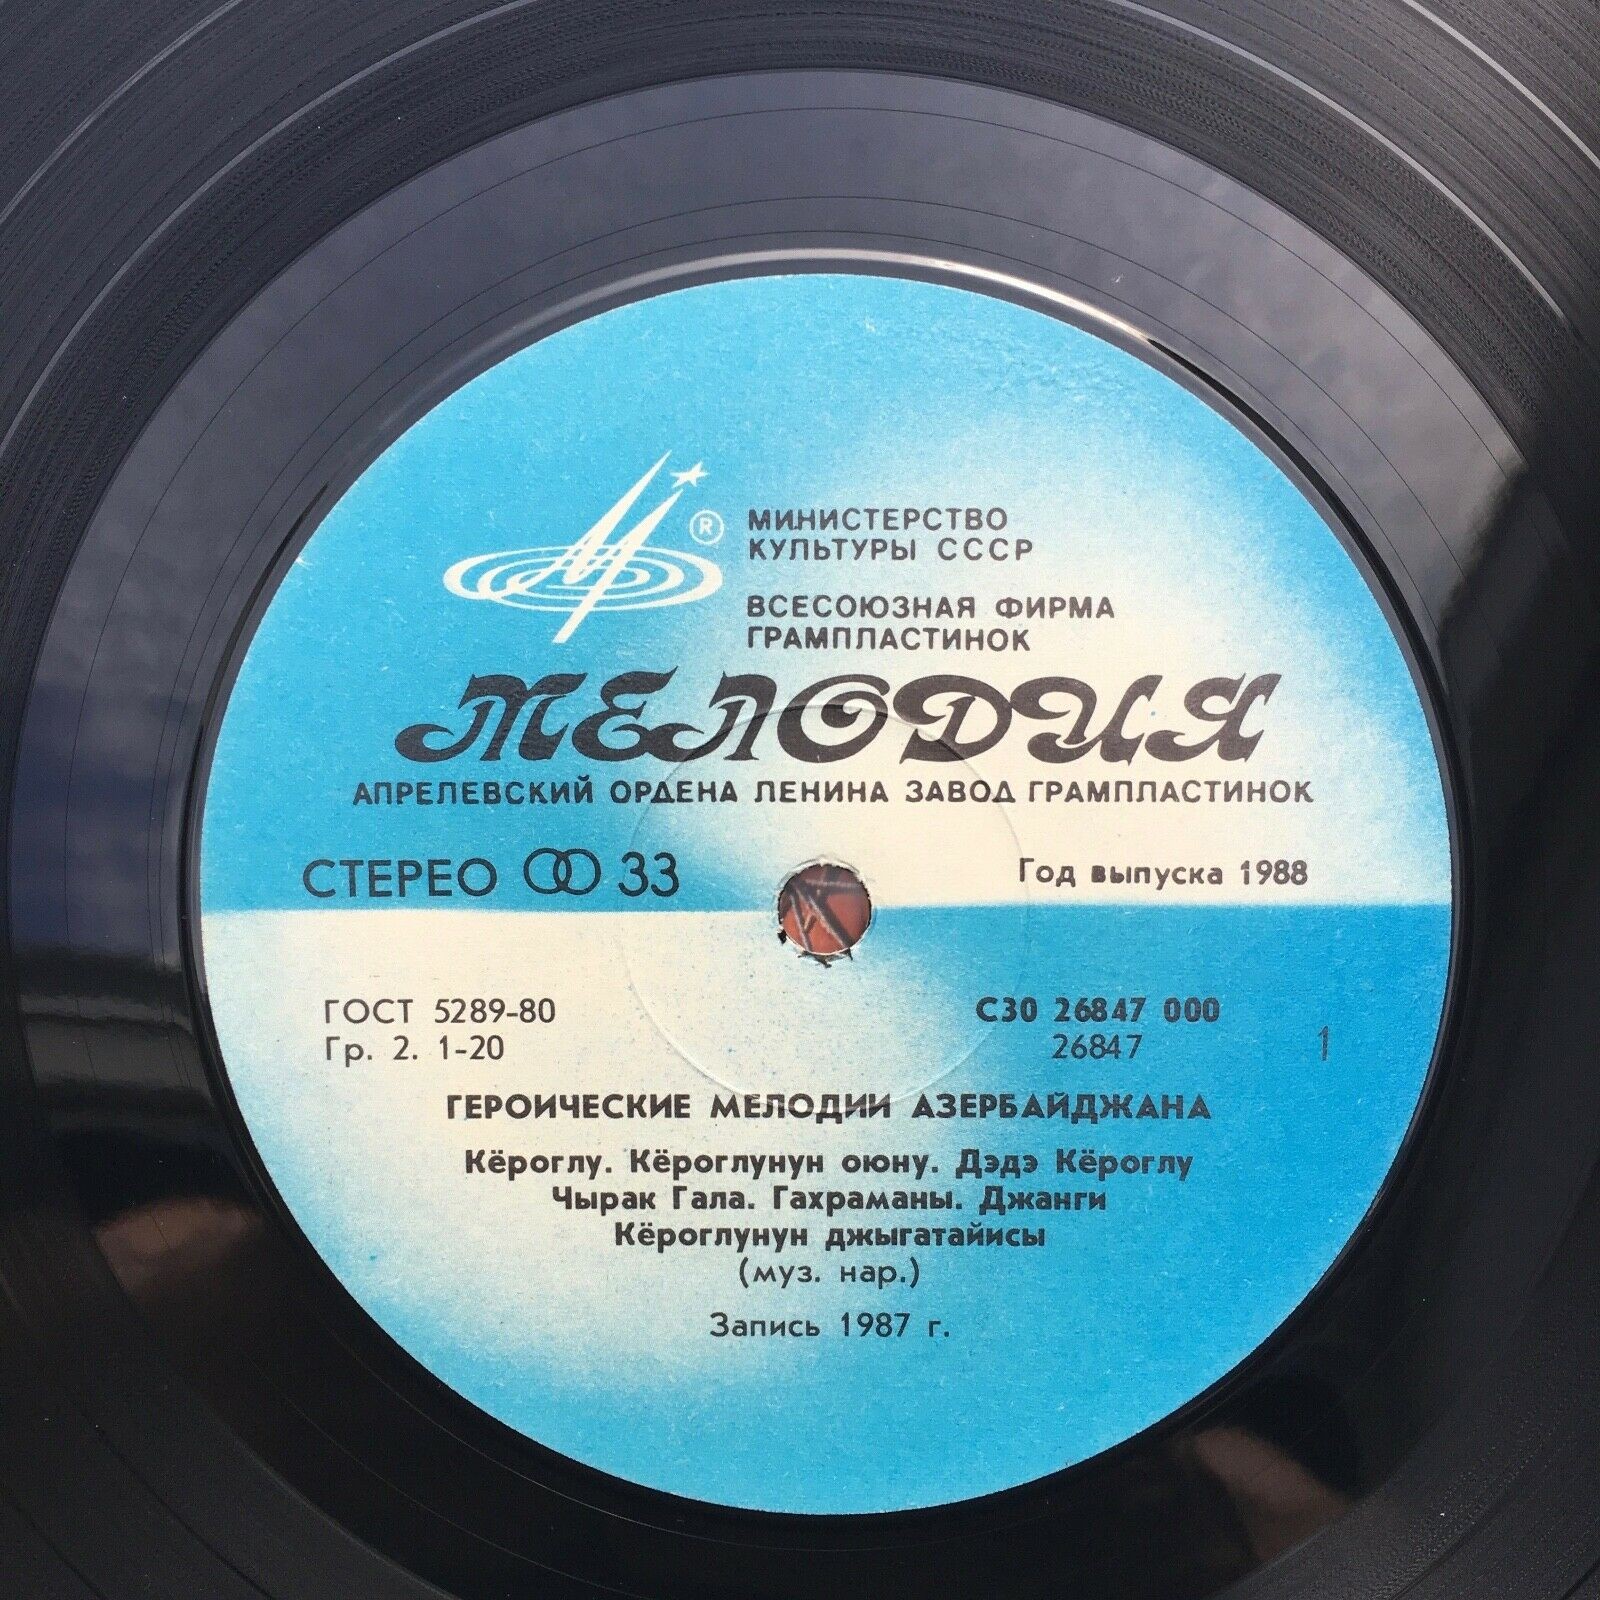 ®
МИНИСТЕРСТВО
КУЛЬТУРЫ СССР
ВСЕСОЮЗНАЯ ФИРМА
ГРАМПЛАСТИНОК
МЕЛОДИЯ
АПРЕЛЕВСКИЙ ОРДЕНА ЛЕНИНА ЗАВОД ГРАМПЛАСТИНОК
СТЕРЕО 33
Год выпуска 1988
ГОСТ 5289-80
Гр. 2. 1-20
С30 26847 000
26847 1
ГЕРОИЧЕСКИЕ МЕЛОДИИ АЗЕРБАЙДЖАНА
Кёроглу. Кёроглунун оюну. Дэдэ Кёроглу
Чырак Гала. Гахраманы. Джанги
Кёроглунун джыгатайисы
(муз. нар.)
Запись 1987 г.